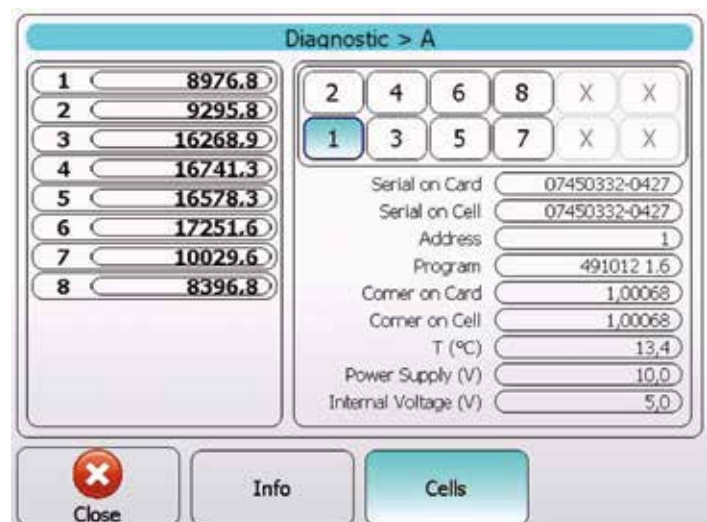 Diagnostic > A
1 8976.8
2 9295.8
3 16268.9
4 16741.3
5 16578.3
6 17251.6
7 10029.6
8 8396.8
2 4 6 8 X X
1 3 5 7 X X
Serial on Card 07450332-0427
Serial on Cell 07450332-0427
Address 1
Program 491012 1.6
Corner on Card 1,00068
Corner on Cell 1,00068
T (°C) 13,4
Power Supply (V) 10,0
Internal Voltage (V) 5,0
Close
Info
Cells